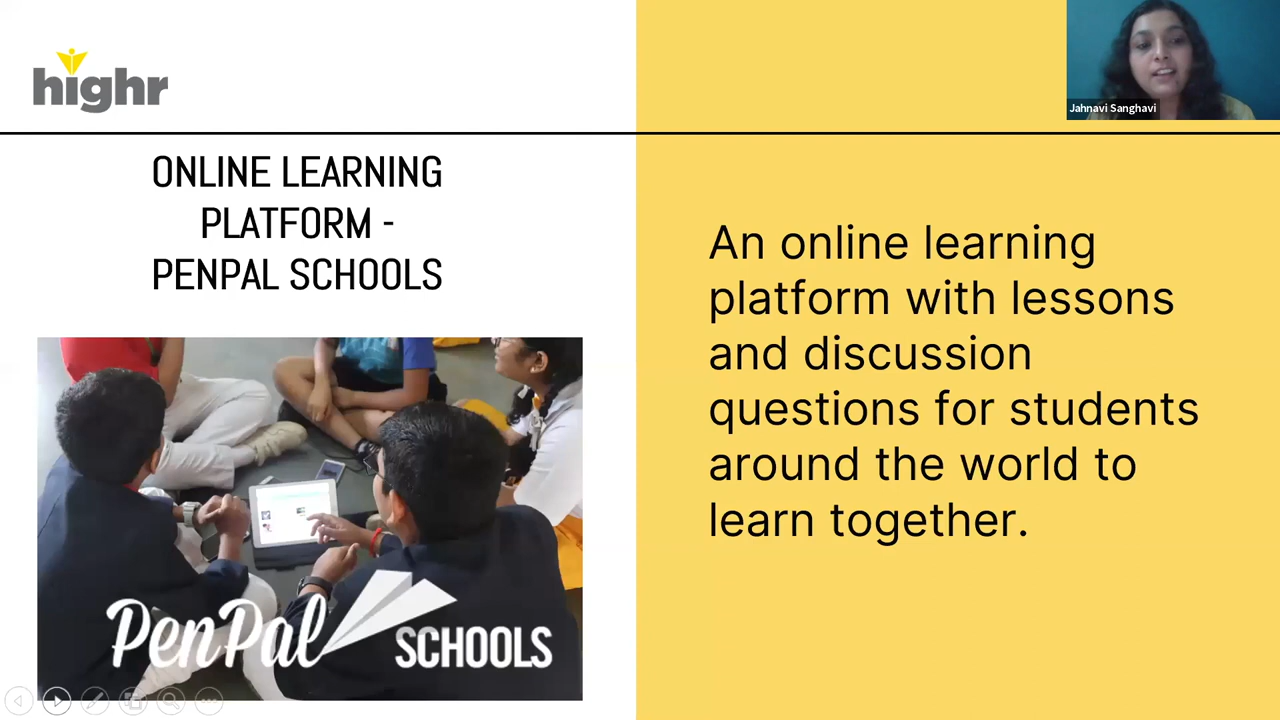 highr
Jahnavi Sanghavi
ONLINE LEARNING
PLATFORM -
PENPAL SCHOOLS
An online learning
platform with lessons
and discussion
questions for students
around the world to
learn together.
PenPal SCHOOLS